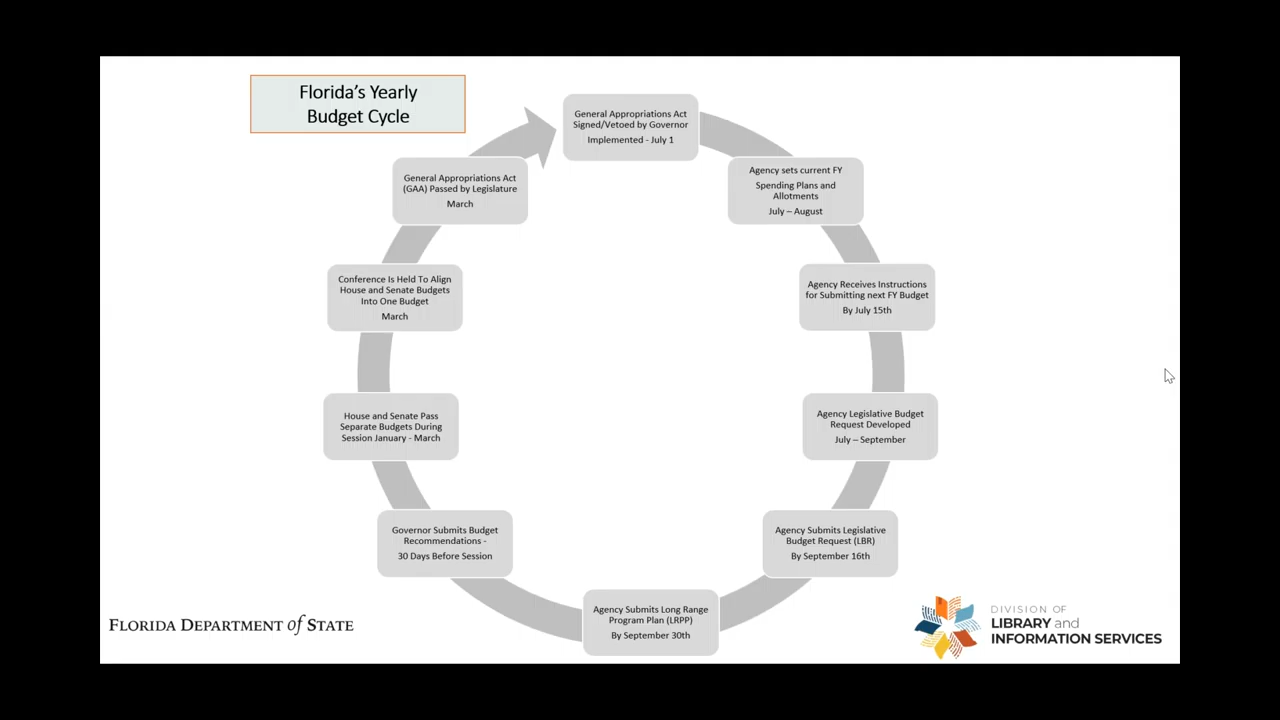 Florida's Yearly
Budget Cycle
General Appropriations Act
Signed/Vetoed by Governor
Implemented - July 1
Agency sets current FY
Spending Plans and
Allotments
July – August
Agency Receives Instructions
for Submitting next FY Budget
By July 15th
Agency Legislative Budget
Request Developed
July – September
Agency Submits Legislative
Budget Request (LBR)
By September 16th
Agency Submits Long Range
Program Plan (LRPP)
By September 30th
Governor Submits Budget
Recommendations -
30 Days Before Session
House and Senate Pass
Separate Budgets During
Session January - March
Conference Is Held To Align
House and Senate Budgets
Into One Budget
March
General Appropriations Act
(GAA) Passed by Legislature
March
FLORIDA DEPARTMENT of STATE
DIVISION OF
LIBRARY and
INFORMATION SERVICES